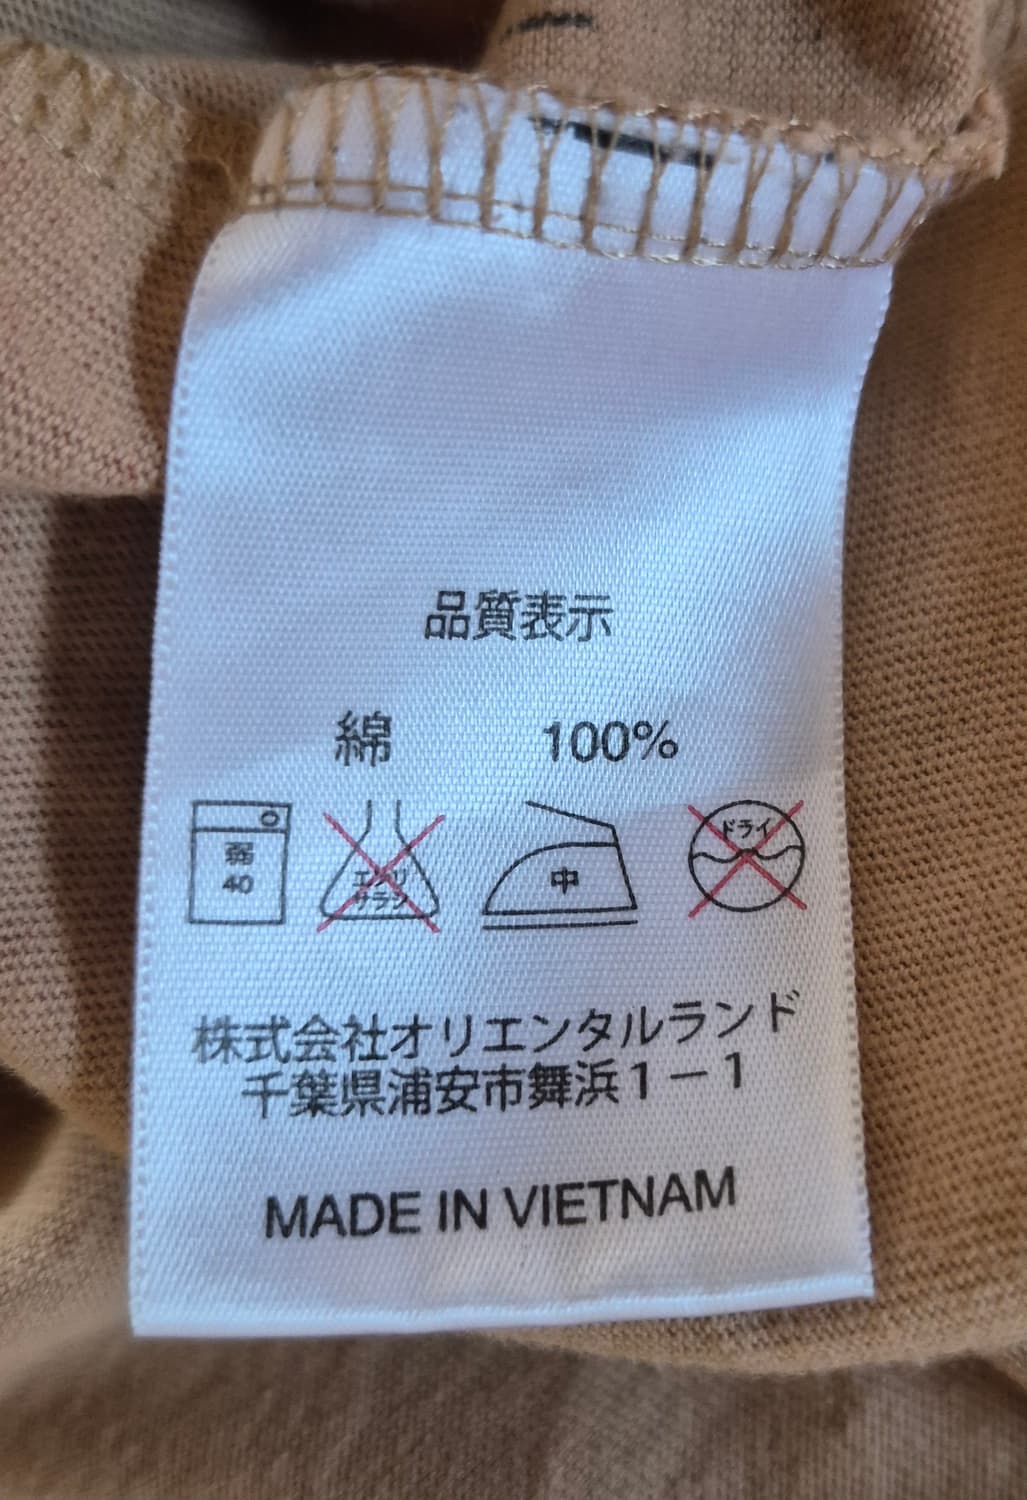 品質表示
綿 100%
弱 40
エンソ サラシ
中
ドライ
株式会社オリエンタルランド
千葉県浦安市舞浜1-1
MADE IN VIETNAM